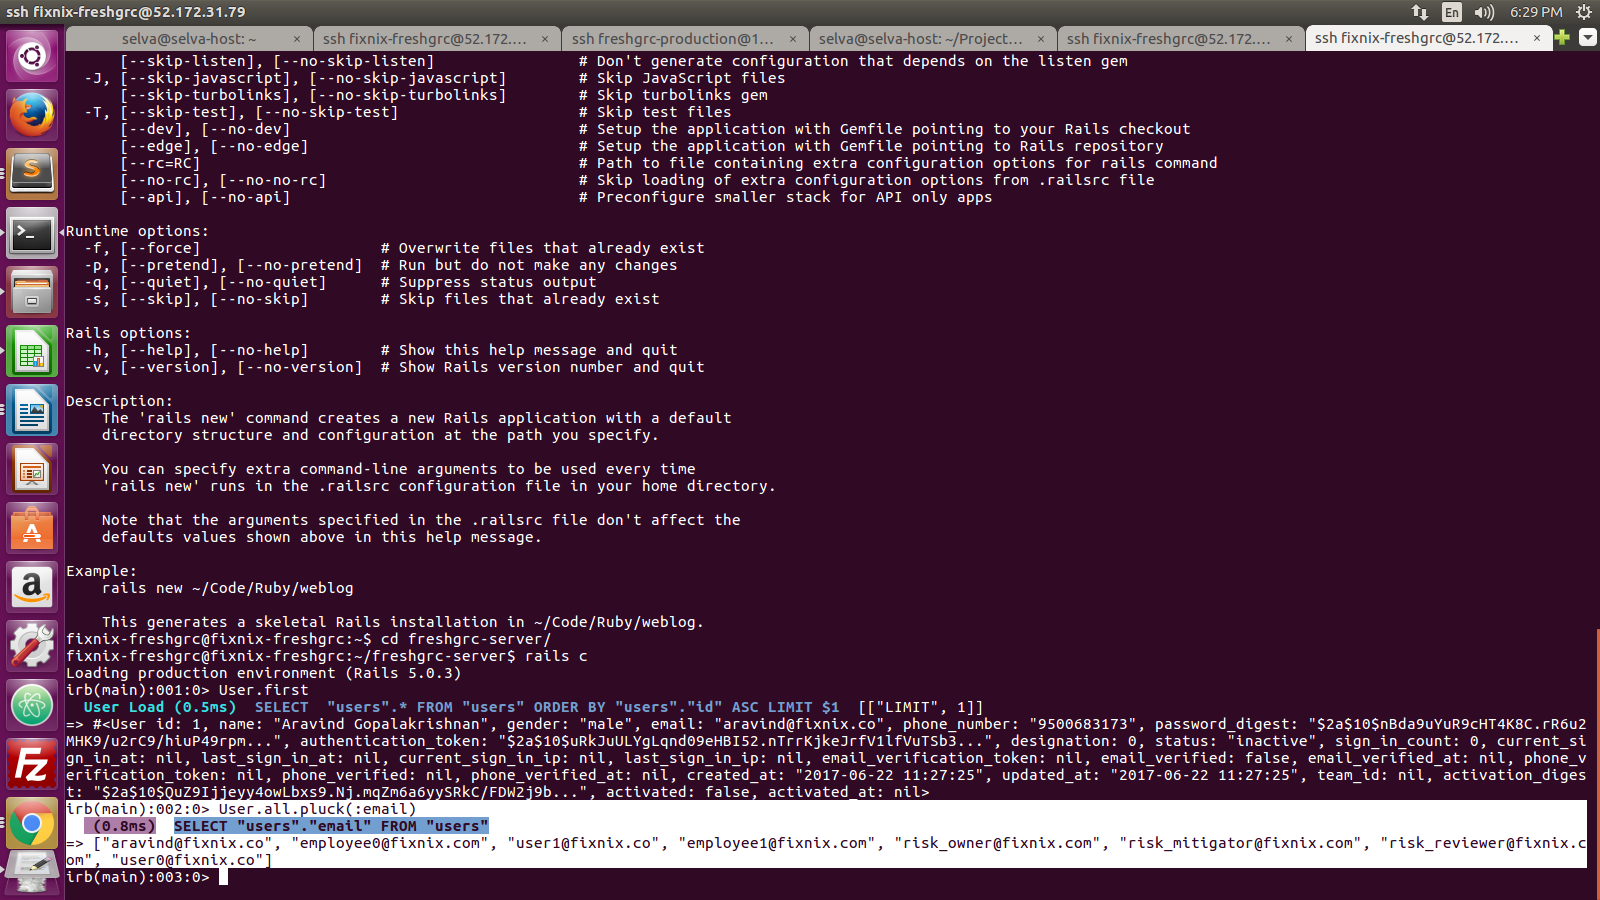 ssh fixnix-freshgrc@52.172.31.79
En
6:29 PM
selva@selva-host: ~ × ssh fixnix-freshgrc@52.172.... × ssh freshgrc-production@1... × selva@selva-host: ~/Project... × ssh fixnix-freshgrc@52.172.... × ssh fixnix-freshgrc@52.172.... ×
[--skip-listen], [--no-skip-listen] # Don't generate configuration that depends on the listen gem
-J, [--skip-javascript], [--no-skip-javascript] # Skip JavaScript files
[--skip-turbolinks], [--no-skip-turbolinks] # Skip turbolinks gem
-T, [--skip-test], [--no-skip-test] # Skip test files
[--dev], [--no-dev] # Setup the application with Gemfile pointing to your Rails checkout
[--edge], [--no-edge] # Setup the application with Gemfile pointing to Rails repository
[--rc=RC] # Path to file containing extra configuration options for rails command
[--no-rc], [--no-no-rc] # Skip loading of extra configuration options from .railsrc file
[--api], [--no-api] # Preconfigure smaller stack for API only apps
Runtime options:
-f, [--force] # Overwrite files that already exist
-p, [--pretend], [--no-pretend] # Run but do not make any changes
-q, [--quiet], [--no-quiet] # Suppress status output
-s, [--skip], [--no-skip] # Skip files that already exist
Rails options:
-h, [--help], [--no-help] # Show this help message and quit
-v, [--version], [--no-version] # Show Rails version number and quit
Description:
The 'rails new' command creates a new Rails application with a default
directory structure and configuration at the path you specify.
You can specify extra command-line arguments to be used every time
'rails new' runs in the .railsrc configuration file in your home directory.
Note that the arguments specified in the .railsrc file don't affect the
defaults values shown above in this help message.
Example:
rails new ~/Code/Ruby/weblog
This generates a skeletal Rails installation in ~/Code/Ruby/weblog.
fixnix-freshgrc@fixnix-freshgrc:~$ cd freshgrc-server/
fixnix-freshgrc@fixnix-freshgrc:~/freshgrc-server$ rails c
Loading production environment (Rails 5.0.3)
irb(main):001:0> User.first
User Load (0.5ms) SELECT "users".* FROM "users" ORDER BY "users"."id" ASC LIMIT $1 [["LIMIT", 1]]
=> #<User id: 1, name: "Aravind Gopalakrishnan", gender: "male", email: "aravind@fixnix.co", phone_number: "9500683173", password_digest: "$2a$10$nBda9uYuR9cHT4K8C.rR6u2
MHK9/u2rC9/hiuP49rpm...", authentication_token: "$2a$10$uRkJuULYgLqnd09eHBI52.nTrrKjkeJrfV1lfVuTSb3...", designation: 0, status: "inactive", sign_in_count: 0, current_si
gn_in_at: nil, last_sign_in_at: nil, current_sign_in_ip: nil, last_sign_in_ip: nil, email_verification_token: nil, email_verified: false, email_verified_at: nil, phone_v
erification_token: nil, phone_verified: nil, phone_verified_at: nil, created_at: "2017-06-22 11:27:25", updated_at: "2017-06-22 11:27:25", team_id: nil, activation_diges
t: "$2a$10$QuZ9Ijjeyy4owLbxs9.Nj.mqZm6a6yySRkC/FDW2j9b...", activated: false, activated_at: nil>
irb(main):002:0> User.all.pluck(:email)
(0.8ms) SELECT "users"."email" FROM "users"
=> ["aravind@fixnix.co", "employee0@fixnix.com", "user1@fixnix.co", "employee1@fixnix.com", "risk_owner@fixnix.com", "risk_mitigator@fixnix.com", "risk_reviewer@fixnix.c
om", "user0@fixnix.co"]
irb(main):003:0>